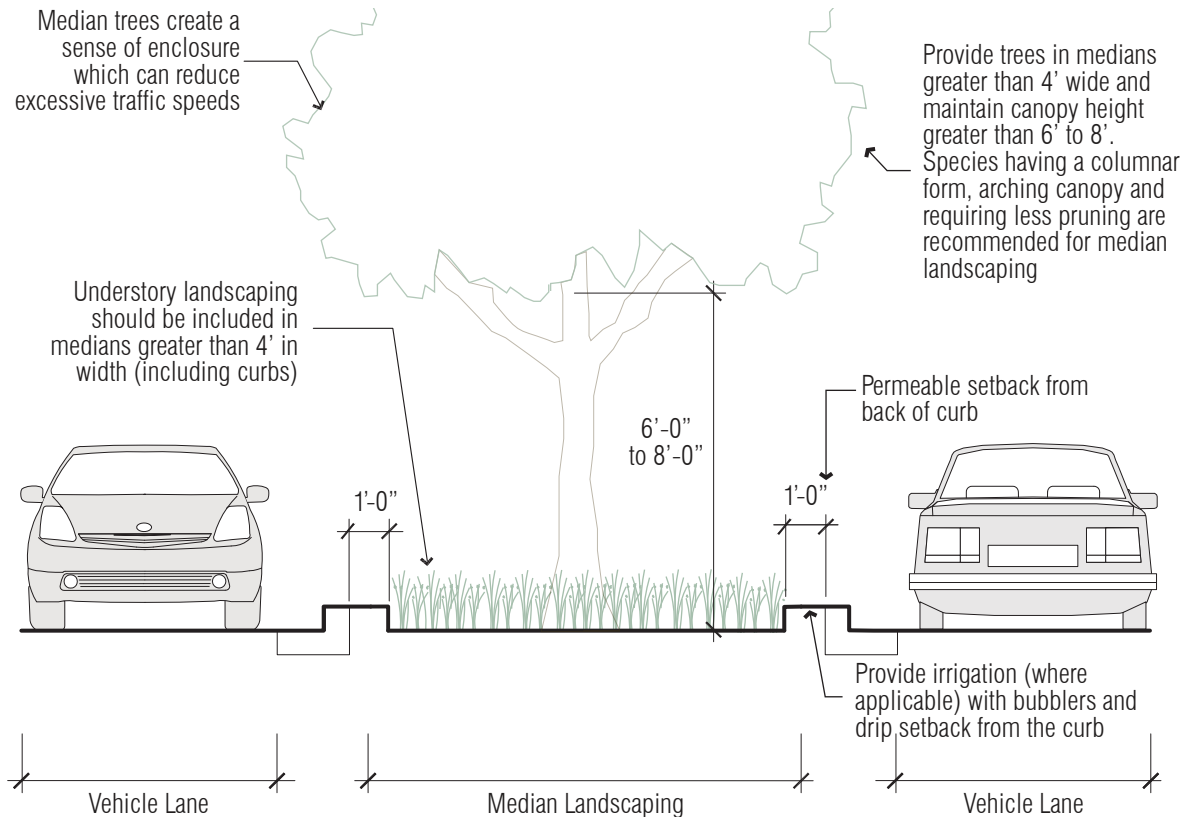 Median trees create a
sense of enclosure
which can reduce
excessive traffic speeds
Provide trees in medians
greater than 4’ wide and
maintain canopy height
greater than 6’ to 8’.
Species having a columnar
form, arching canopy and
requiring less pruning are
recommended for median
landscaping
Understory landscaping
should be included in
medians greater than 4’ in
width (including curbs)
Permeable setback from
back of curb
6’-0”
to 8’-0”
1’-0”
1’-0”
Provide irrigation (where
applicable) with bubblers and
drip setback from the curb
Vehicle Lane
Median Landscaping
Vehicle Lane